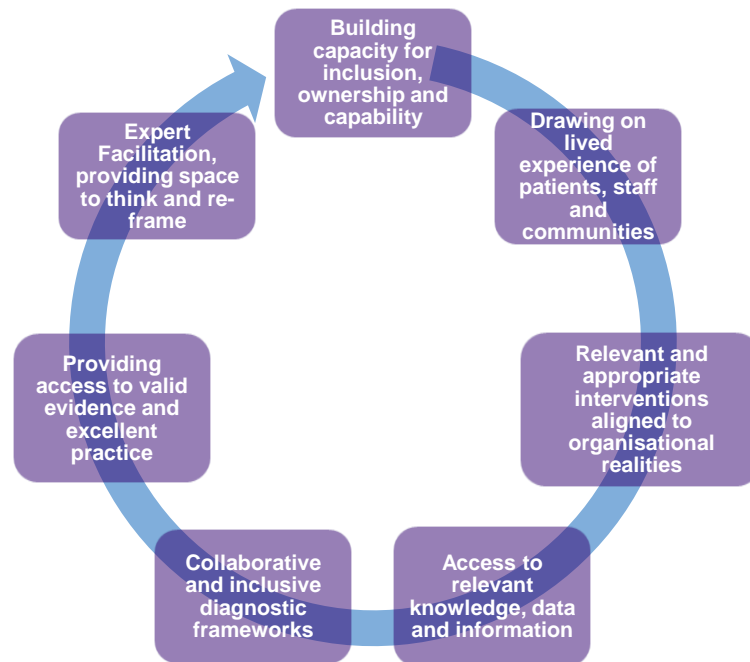 Building
capacity for
inclusion,
ownership and
capability
Drawing on
lived
experience of
patients, staff
and
communities
Relevant and
appropriate
interventions
aligned to
organisational
realities
Access to
relevant
knowledge, data
and information
Collaborative
and inclusive
diagnostic
frameworks
Providing
access to valid
evidence and
excellent
practice
Expert
Facilitation,
providing space
to think and re-
frame